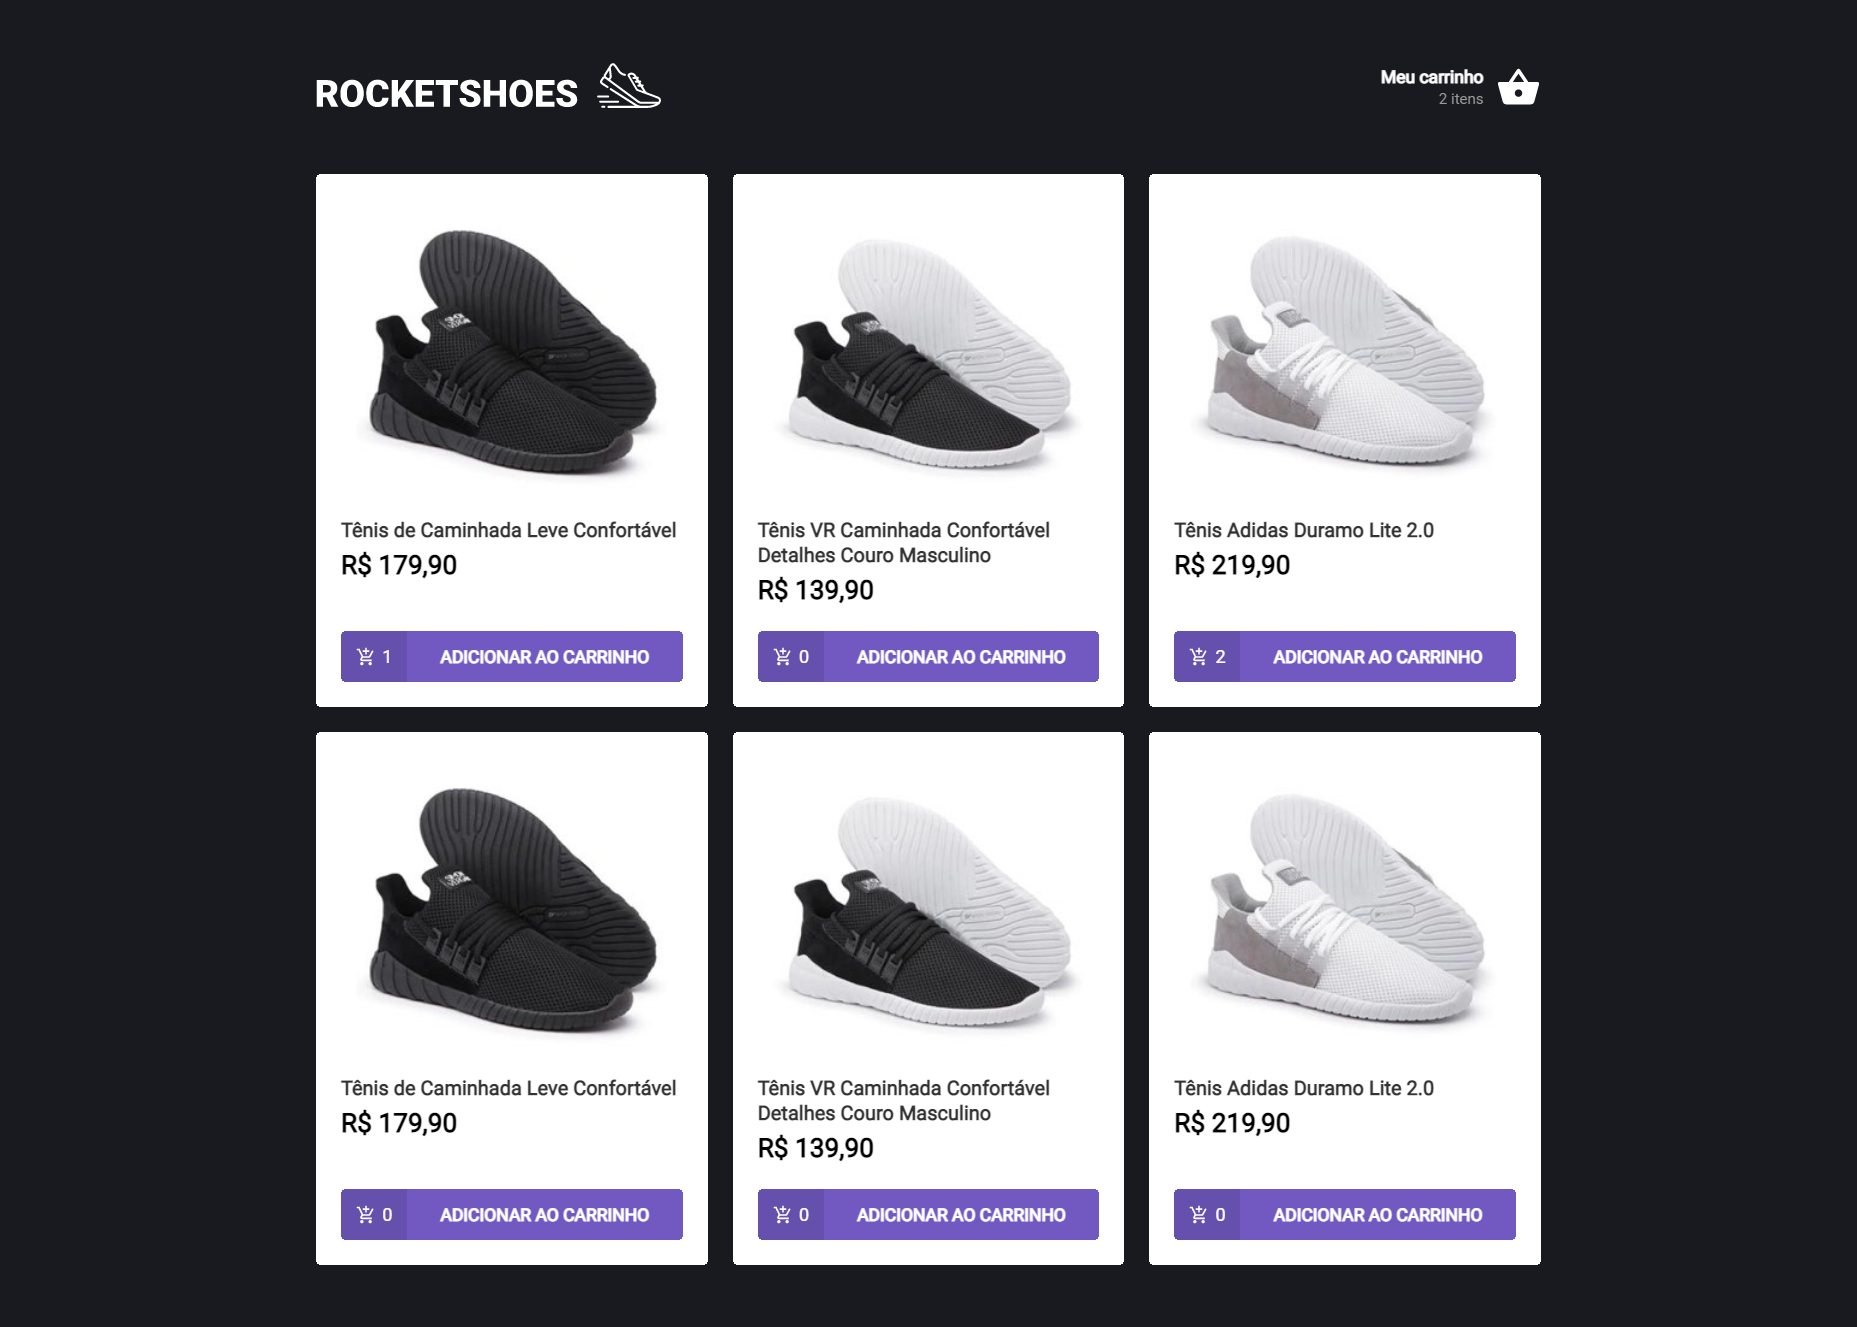 ROCKETSHOES
Meu carrinho
2 itens
Tênis de Caminhada Leve Confortável
R$ 179,90
1 ADICIONAR AO CARRINHO
Tênis VR Caminhada Confortável
Detalhes Couro Masculino
R$ 139,90
0 ADICIONAR AO CARRINHO
Tênis Adidas Duramo Lite 2.0
R$ 219,90
2 ADICIONAR AO CARRINHO
Tênis de Caminhada Leve Confortável
R$ 179,90
0 ADICIONAR AO CARRINHO
Tênis VR Caminhada Confortável
Detalhes Couro Masculino
R$ 139,90
0 ADICIONAR AO CARRINHO
Tênis Adidas Duramo Lite 2.0
R$ 219,90
0 ADICIONAR AO CARRINHO